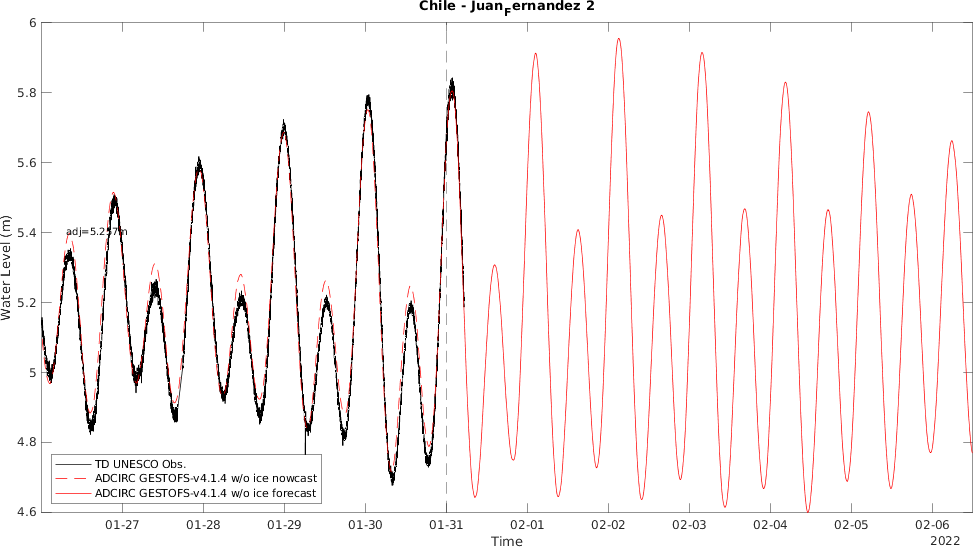 Chile - Juan_Fernandez 2
Water Level (m)
6
5.8
5.6
5.4
5.2
5
4.8
4.6
adj=5.257m
TD UNESCO Obs.
ADCIRC GESTOFS-v4.1.4 w/o ice nowcast
ADCIRC GESTOFS-v4.1.4 w/o ice forecast
01-27 01-28 01-29 01-30 01-31 02-01 02-02 02-03 02-04 02-05 02-06
Time
2022